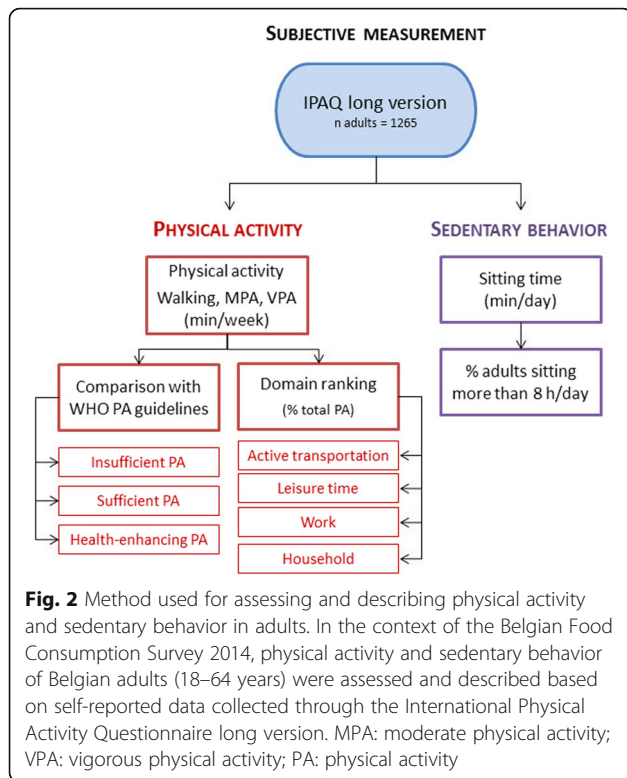 SUBJECTIVE MEASUREMENT
IPAQ long version
n adults = 1265
PHYSICAL ACTIVITY
Physical activity
Walking, MPA, VPA
(min/week)
Comparison with
WHO PA guidelines
Insufficient PA
Sufficient PA
Health-enhancing PA
Domain ranking
(% total PA)
Active transportation
Leisure time
Work
Household
SEDENTARY BEHAVIOR
Sitting time
(min/day)
% adults sitting
more than 8 h/day
Fig. 2 Method used for assessing and describing physical activity
and sedentary behavior in adults. In the context of the Belgian Food
Consumption Survey 2014, physical activity and sedentary behavior
of Belgian adults (18–64 years) were assessed and described based
on self-reported data collected through the International Physical
Activity Questionnaire long version. MPA: moderate physical activity;
VPA: vigorous physical activity; PA: physical activity